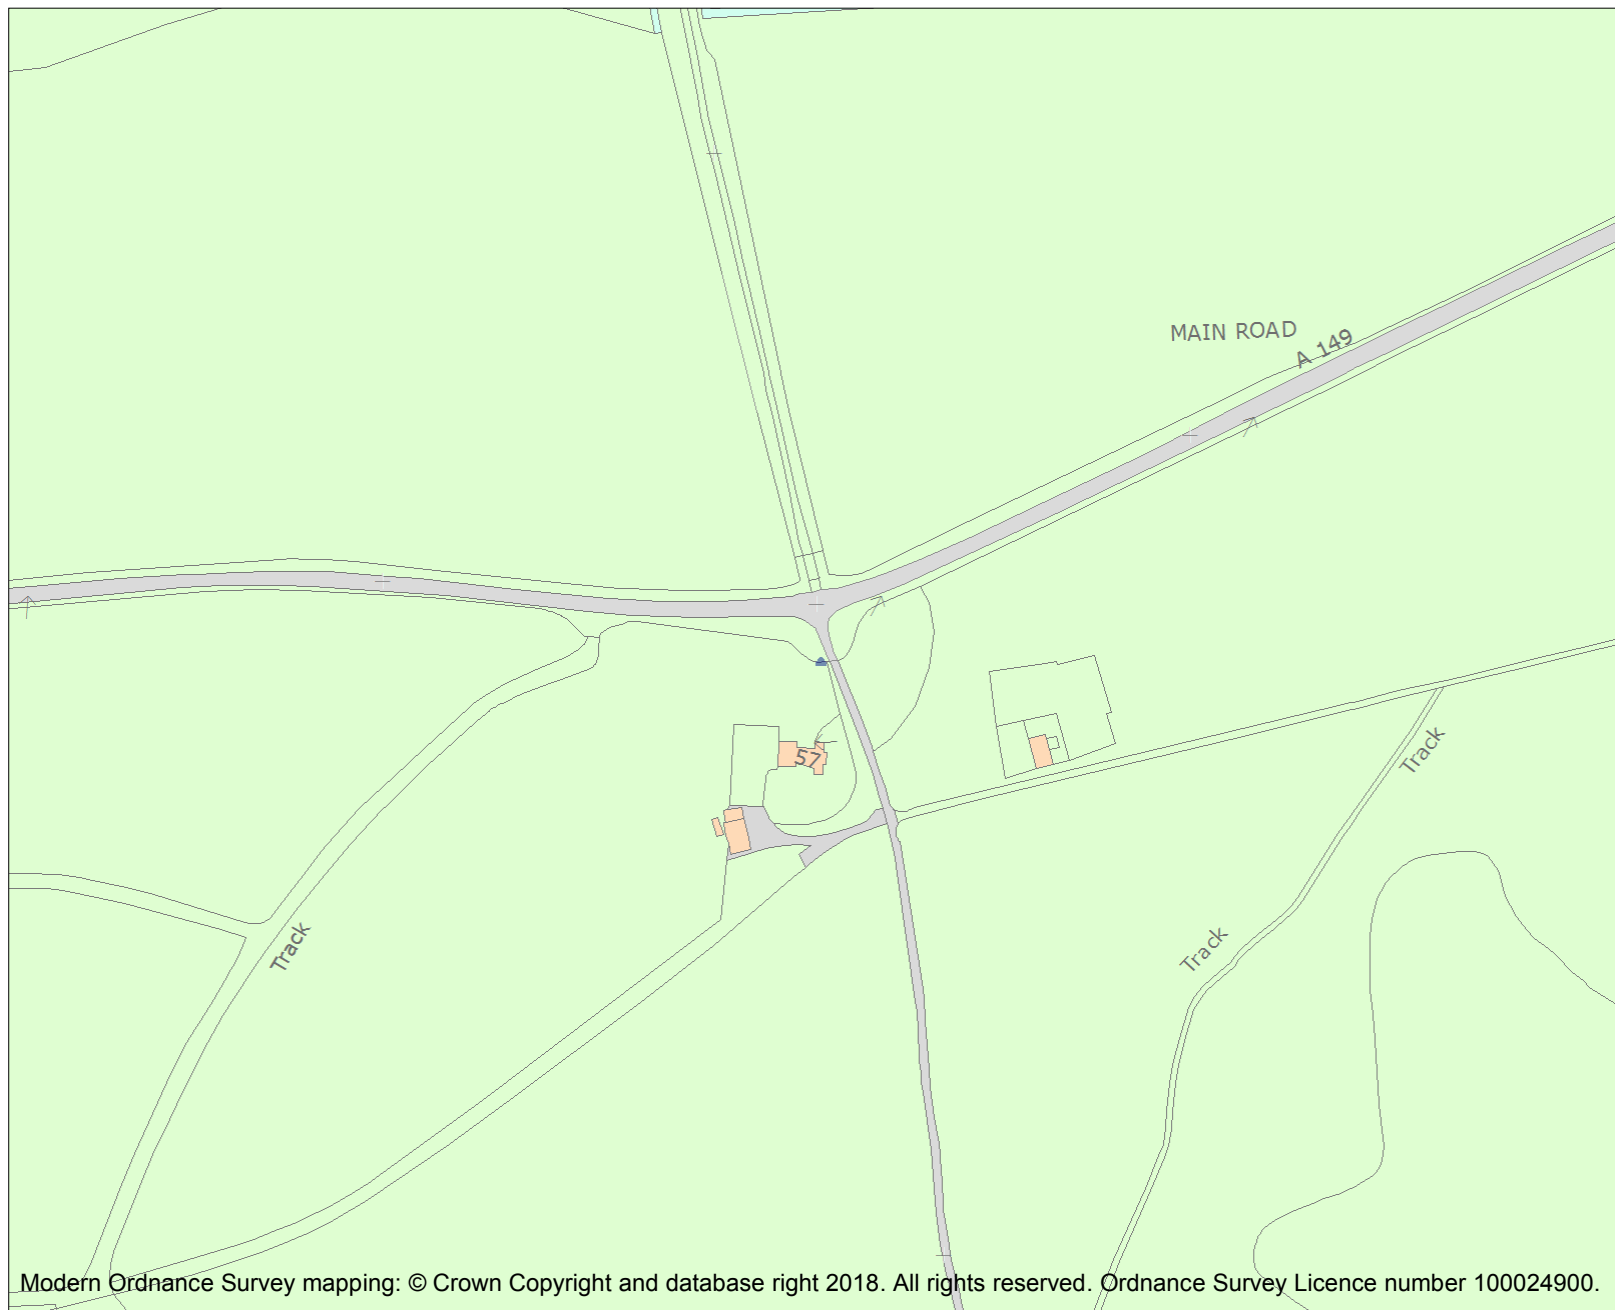 MAIN ROAD
A 149
57
Track
Track
Track
Modern Ordnance Survey mapping: © Crown Copyright and database right 2018. All rights reserved. Ordnance Survey Licence number 100024900.